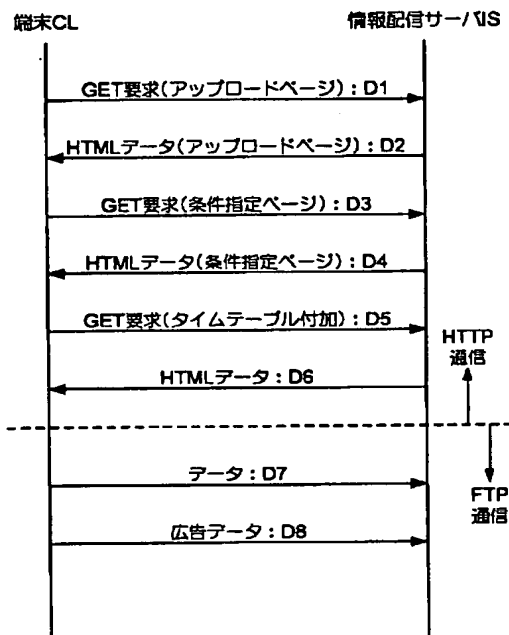 端末CL
情報配信サーバIS
GET要求(アップロードページ):D1
HTMLデータ(アップロードページ):D2
GET要求(条件指定ページ):D3
HTMLデータ(条件指定ページ):D4
GET要求(タイムテーブル付加):D5
HTTP
通信
HTMLデータ:D6
データ:D7
FTP
通信
広告データ:D8